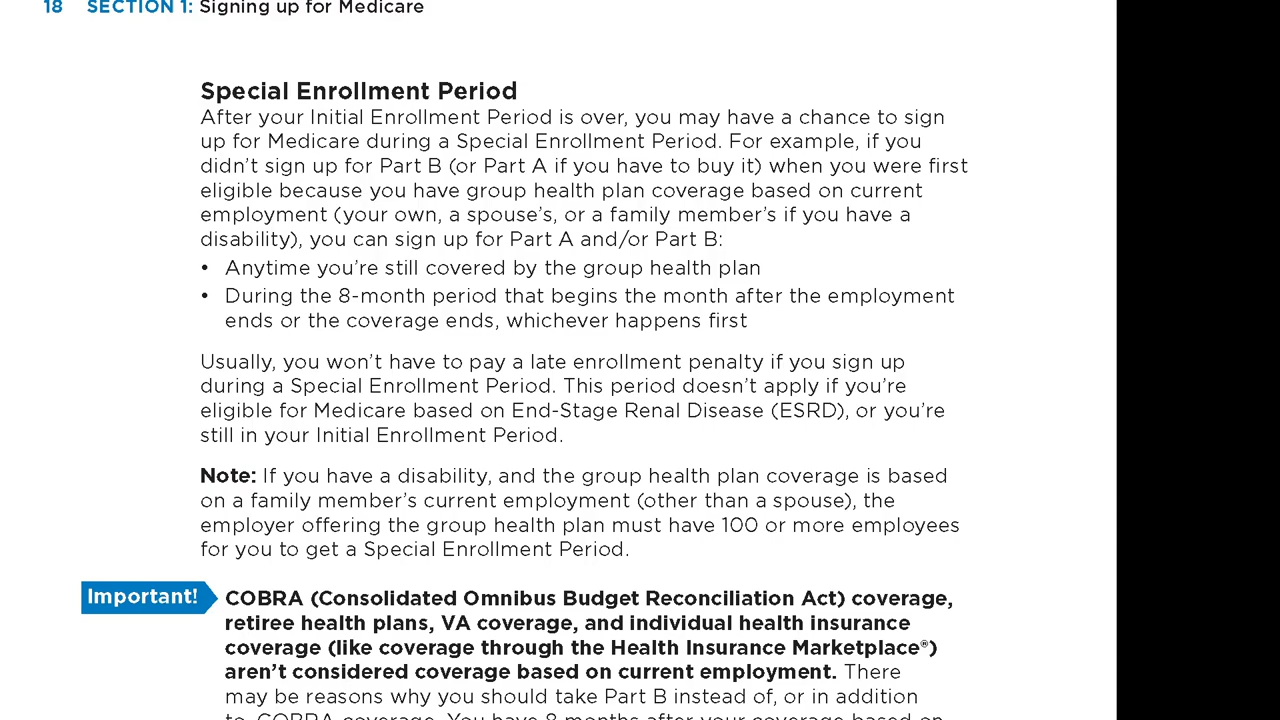 18 SECTION 1: Signing up for Medicare
Special Enrollment Period
After your Initial Enrollment Period is over, you may have a chance to sign
up for Medicare during a Special Enrollment Period. For example, if you
didn’t sign up for Part B (or Part A if you have to buy it) when you were first
eligible because you have group health plan coverage based on current
employment (your own, a spouse’s, or a family member’s if you have a
disability), you can sign up for Part A and/or Part B:
• Anytime you’re still covered by the group health plan
• During the 8-month period that begins the month after the employment
ends or the coverage ends, whichever happens first
Usually, you won’t have to pay a late enrollment penalty if you sign up
during a Special Enrollment Period. This period doesn’t apply if you’re
eligible for Medicare based on End-Stage Renal Disease (ESRD), or you’re
still in your Initial Enrollment Period.
Note: If you have a disability, and the group health plan coverage is based
on a family member’s current employment (other than a spouse), the
employer offering the group health plan must have 100 or more employees
for you to get a Special Enrollment Period.
Important! COBRA (Consolidated Omnibus Budget Reconciliation Act) coverage,
retiree health plans, VA coverage, and individual health insurance
coverage (like coverage through the Health Insurance Marketplace®)
aren’t considered coverage based on current employment. There
may be reasons why you should take Part B instead of, or in addition
to, COBRA coverage. You have 8 months after your coverage based on